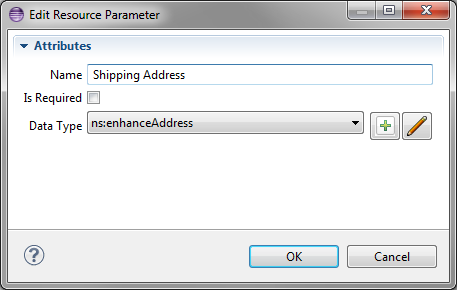 Edit Resource Parameter
Attributes
Name Shipping Address
Is Required
Data Type ns:enhanceAddress
? OK Cancel